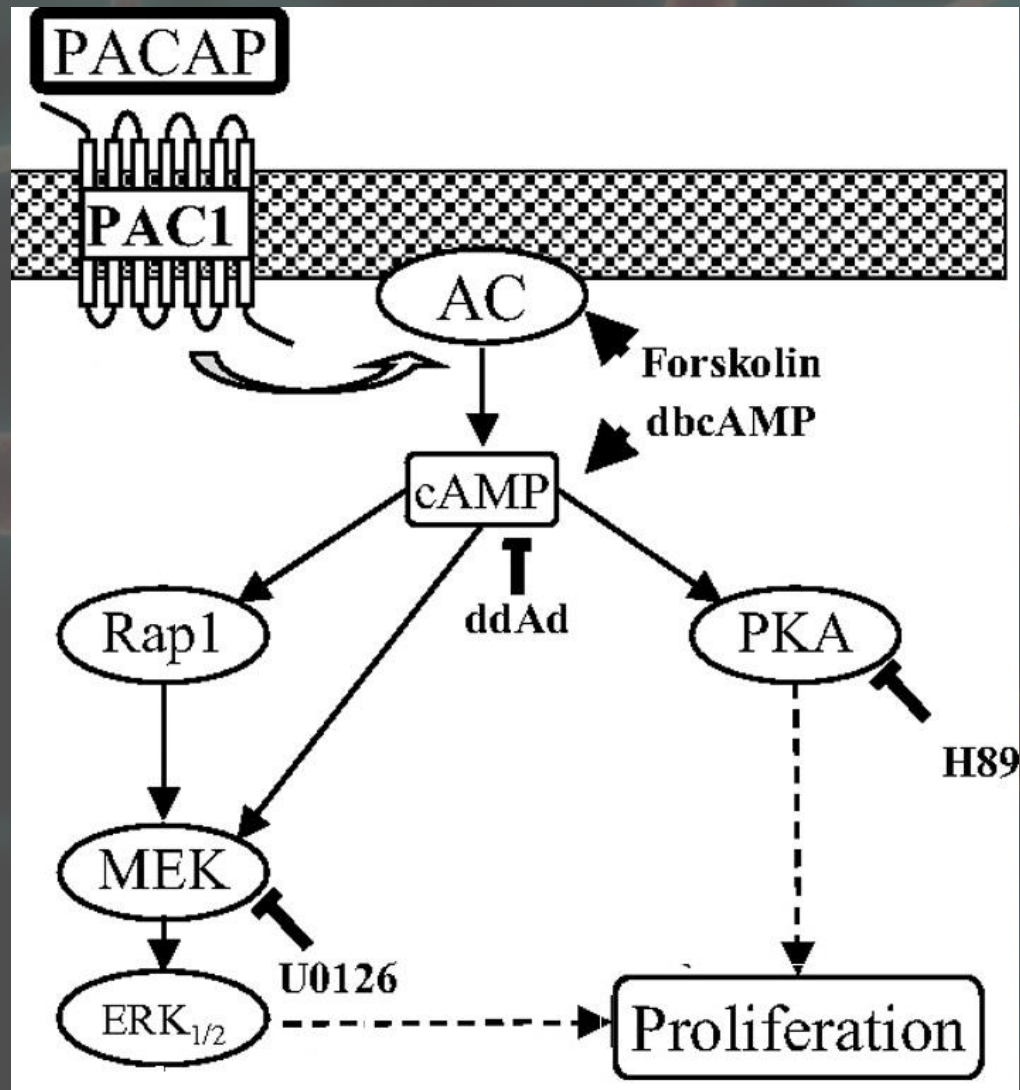 PACAP
PAC1
AC
Forskolin
dbcAMP
cAMP
ddAd
Rap1
PKA
H89
MEK
U0126
ERK1/2
Proliferation